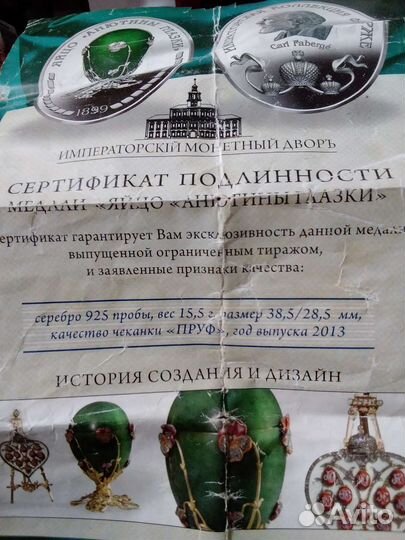 ЯЙЦО «АНЮТИНЫ ГЛАЗКИ»
1899
Carl Fabergé
ИМПЕРАТОРСКIЙ МОНЕТНЫЙ ДВОРЪ
СЕРТИФИКАТ ПОДЛИННОСТИ
МЕДАЛИ «ЯЙЦО «АНЮТИНЫ ГЛАЗКИ»
ертификат гарантирует Вам эксклюзивность данной медал
выпущенной ограниченным тиражом,
и заявленные признаки качества:
серебро 925 пробы, вес 15,5 г, размер 38,5/28,5 мм,
качество чеканки «ПРУФ», год выпуска 2013
ИСТОРИЯ СОЗДАНИЯ И ДИЗАЙН
Avito